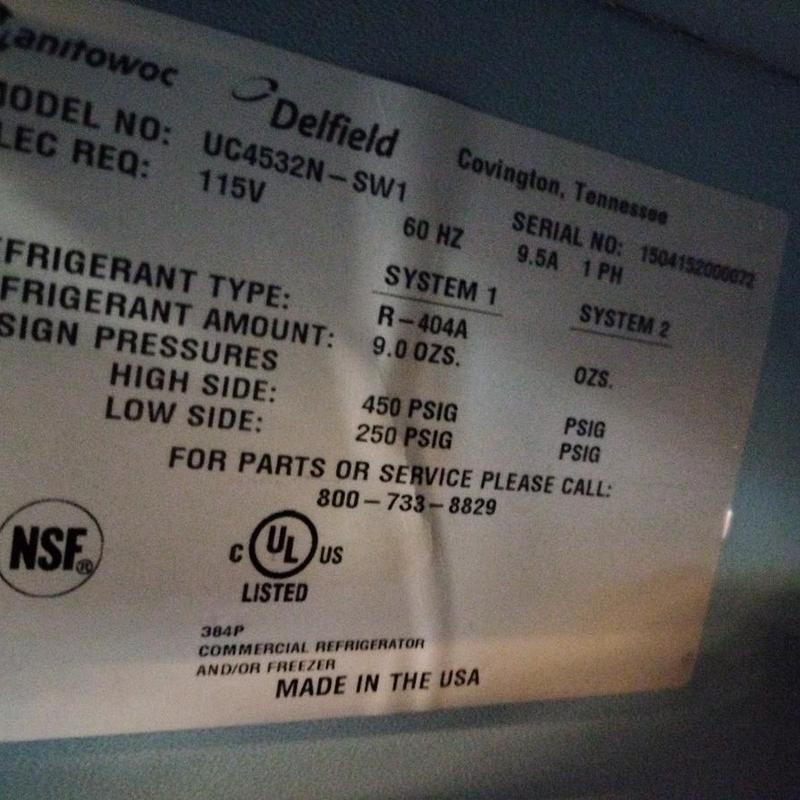 anitowoc Delfield Covington, Tennessee
MODEL NO: UC4532N-SW1 SERIAL NO: 1504152000072
LEC REQ: 115V 60 HZ 9.5A 1 PH
SYSTEM 1 SYSTEM 2
EFRIGERANT TYPE: R-404A
FRIGERANT AMOUNT: 9.0 OZS. OZS.
SIGN PRESSURES
HIGH SIDE: 450 PSIG PSIG
LOW SIDE: 250 PSIG PSIG
FOR PARTS OR SERVICE PLEASE CALL:
800-733-8829
NSF®
C UL US
LISTED
384P
COMMERCIAL REFRIGERATOR
AND/OR FREEZER
MADE IN THE USA